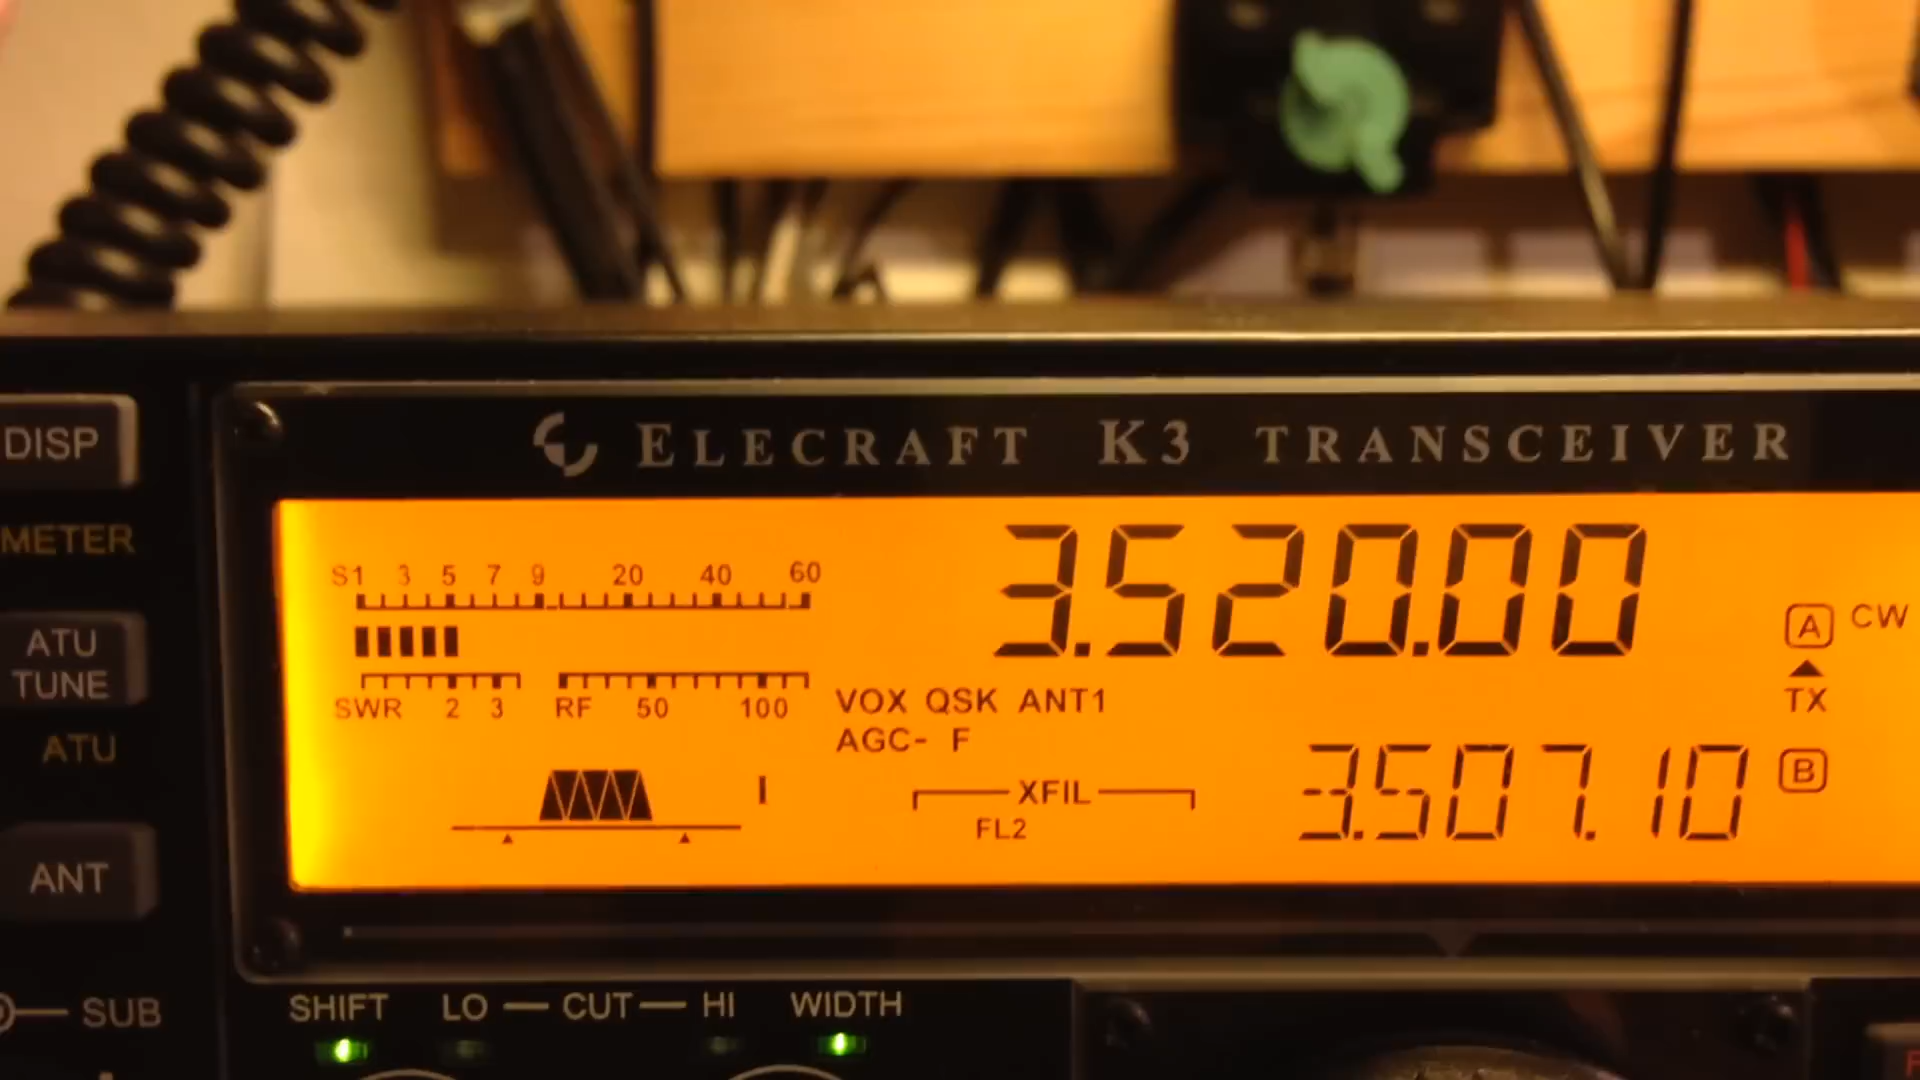 ELECRAFT K3 TRANSCEIVER
DISP
METER
ATU TUNE
ATU
ANT
SUB
S1 3 5 7 9 20 40 60
SWR 2 3 RF 50 100
3.520.00
A CW
TX
VOX QSK ANT1
AGC- F
XFIL
FL2
3.507.10
B
SHIFT LO CUT HI WIDTH